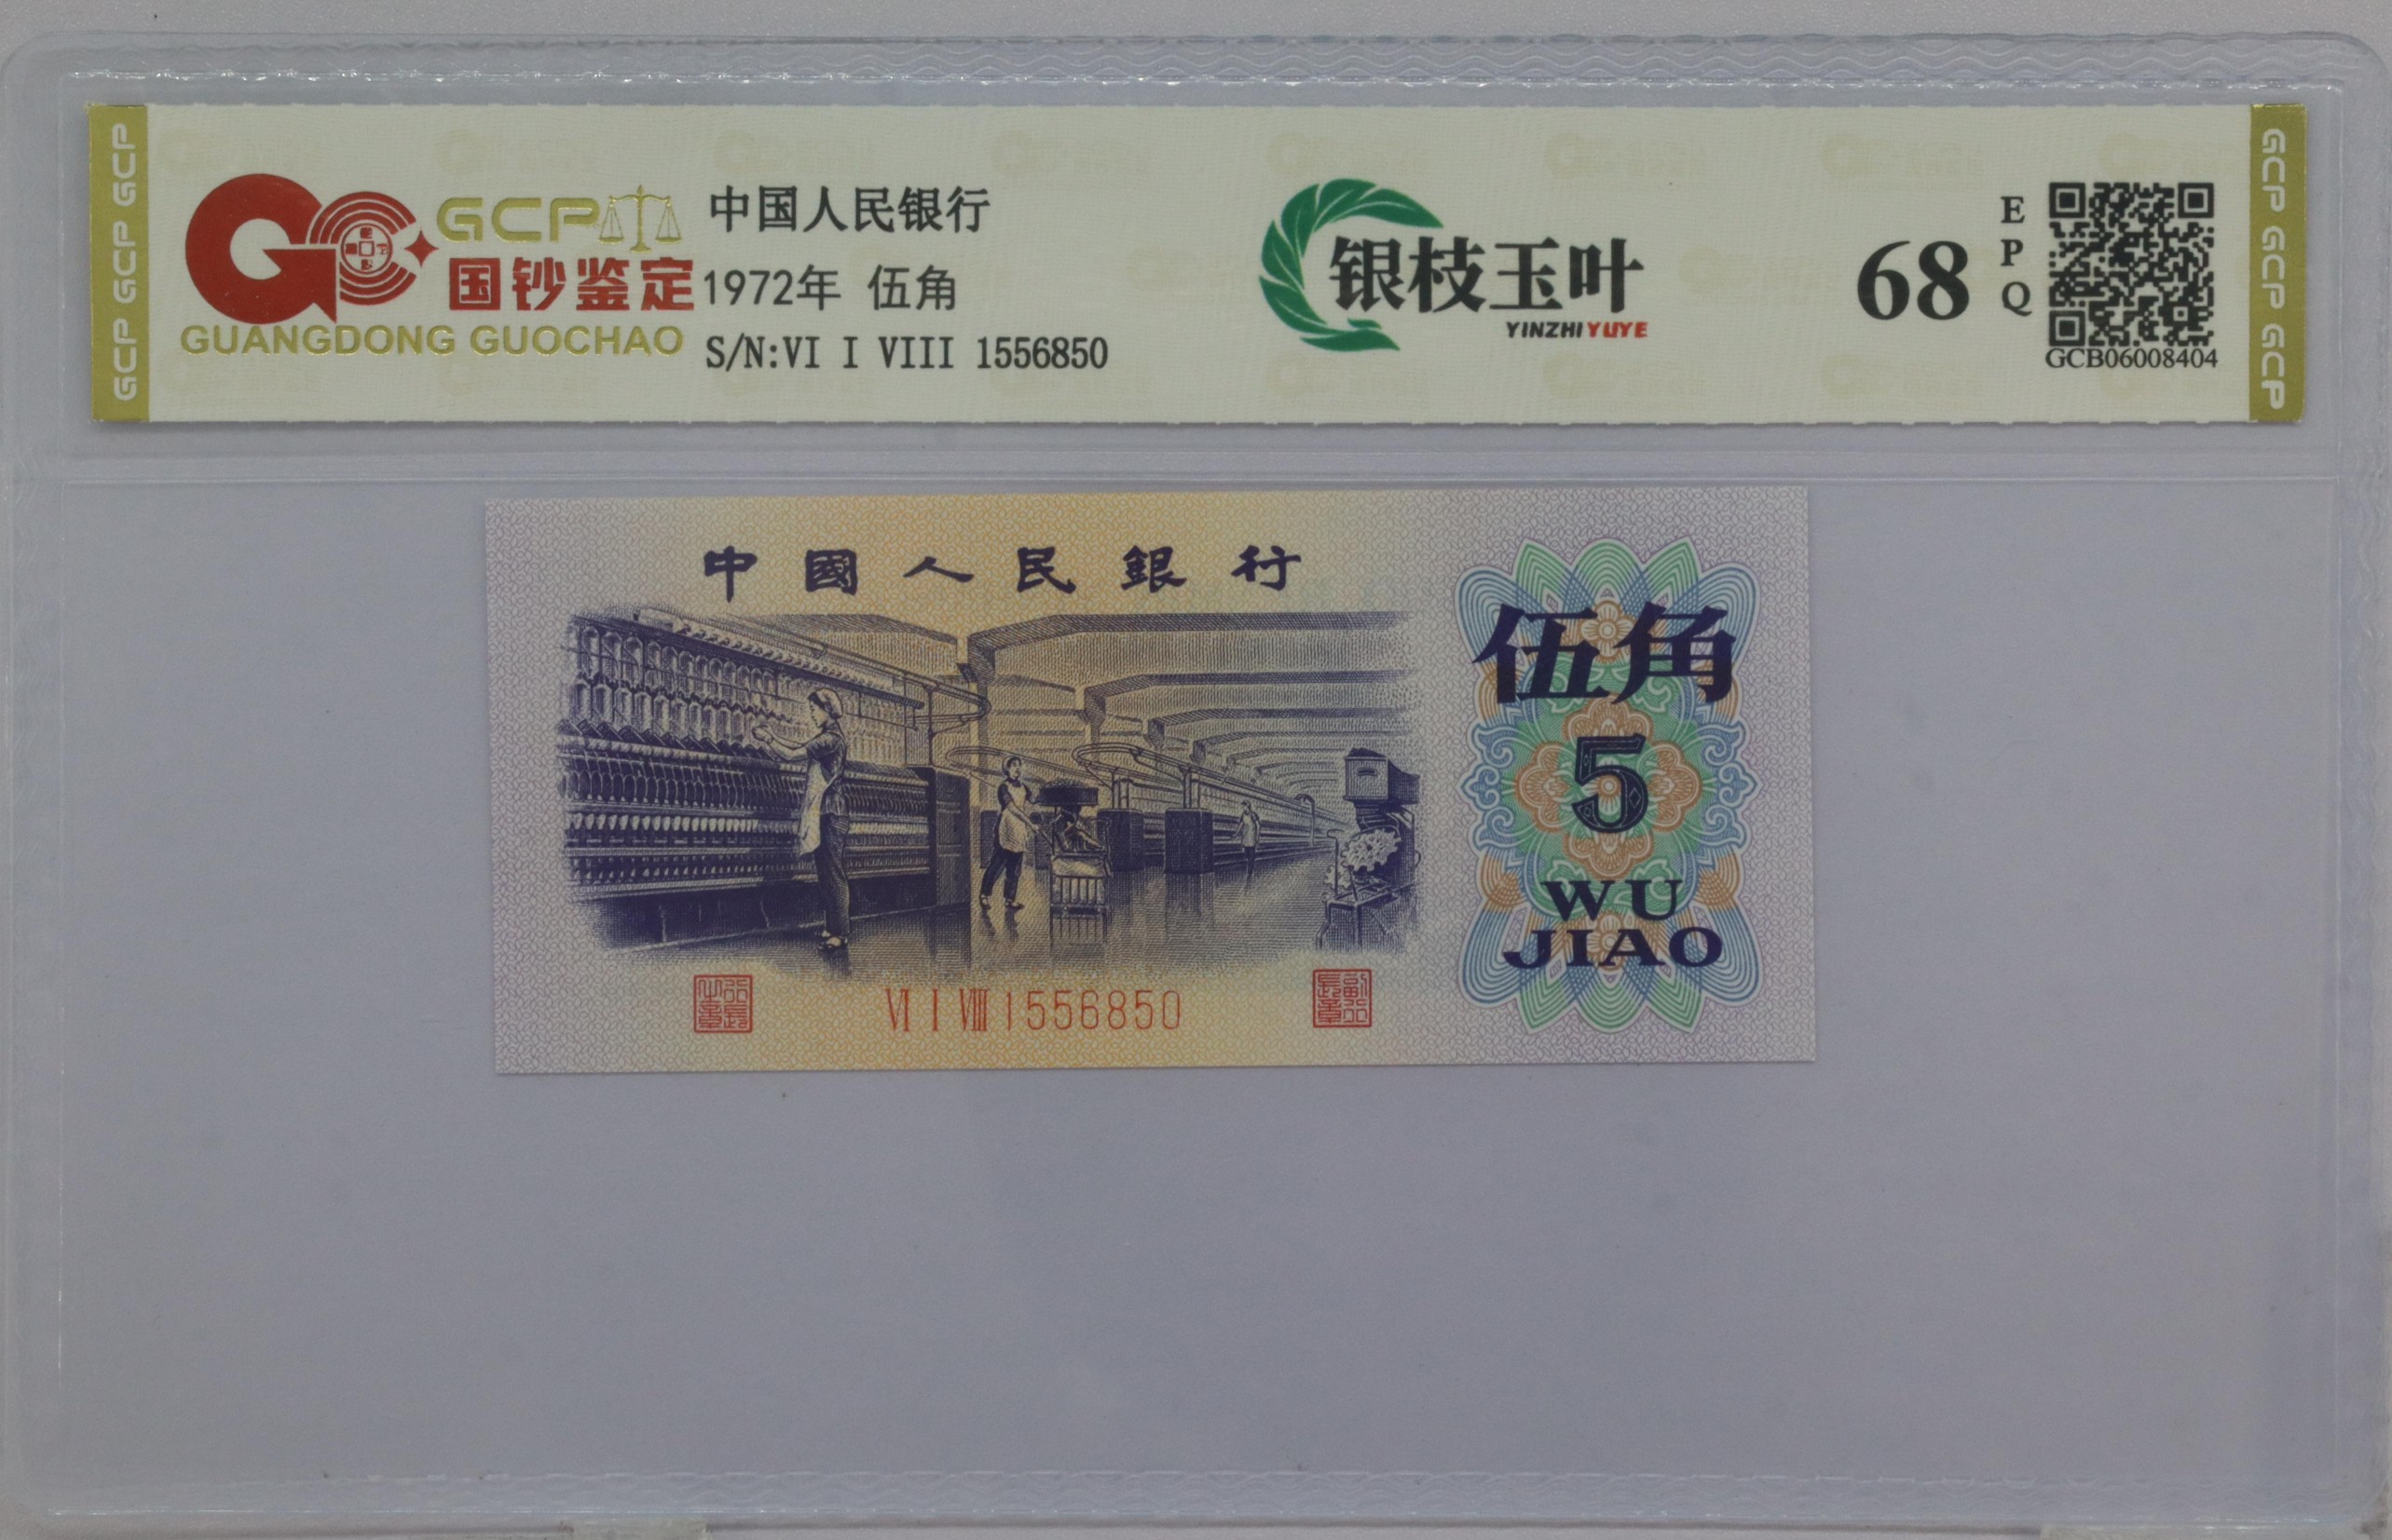 GCP GCP GCP
GCP
国钞鉴定
GUANGDONG GUOCHAO
中国人民银行
1972年 伍角
S/N:VI I VIII 1556850
银枝玉叶
YINZHIYUYE
68
EPQ
GCB06008404
GCP GCP GCP
中國人民銀行
伍角
5
WU
JIAO
VI I VIII 1556850